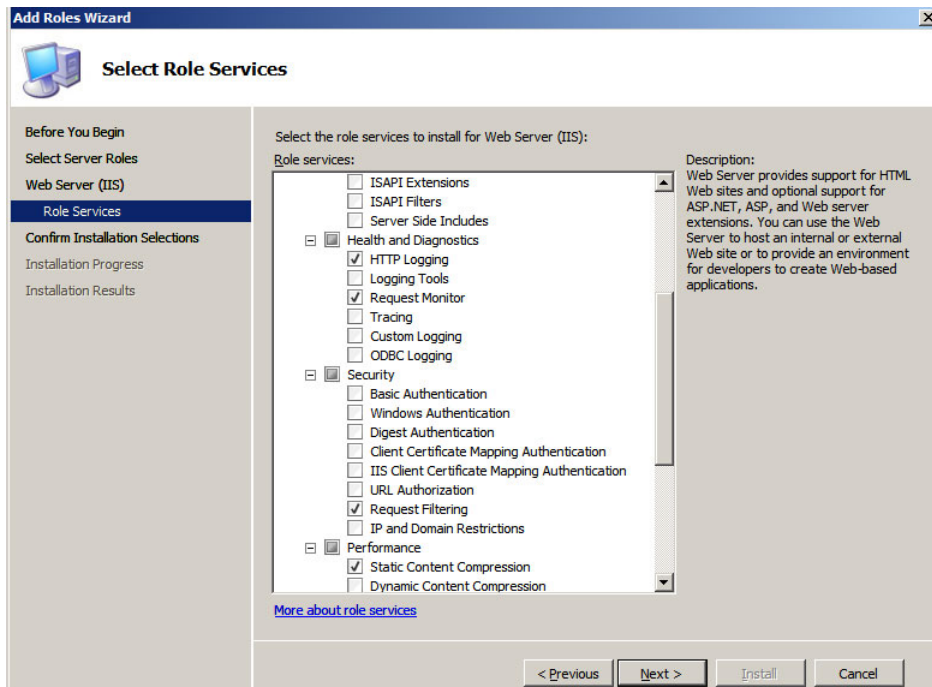 Add Roles Wizard
Select Role Services
Before You Begin
Select Server Roles
Web Server (IIS)
Role Services
Confirm Installation Selections
Installation Progress
Installation Results
Select the role services to install for Web Server (IIS):
Role services:
ISAPI Extensions
ISAPI Filters
Server Side Includes
Health and Diagnostics
HTTP Logging
Logging Tools
Request Monitor
Tracing
Custom Logging
ODBC Logging
Security
Basic Authentication
Windows Authentication
Digest Authentication
Client Certificate Mapping Authentication
IIS Client Certificate Mapping Authentication
URL Authorization
Request Filtering
IP and Domain Restrictions
Performance
Static Content Compression
Dynamic Content Compression
More about role services
Description:
Web Server provides support for HTML
Web sites and optional support for
ASP.NET, ASP, and Web server
extensions. You can use the Web
Server to host an internal or external
Web site or to provide an environment
for developers to create Web-based
applications.
< Previous
Next >
Install
Cancel